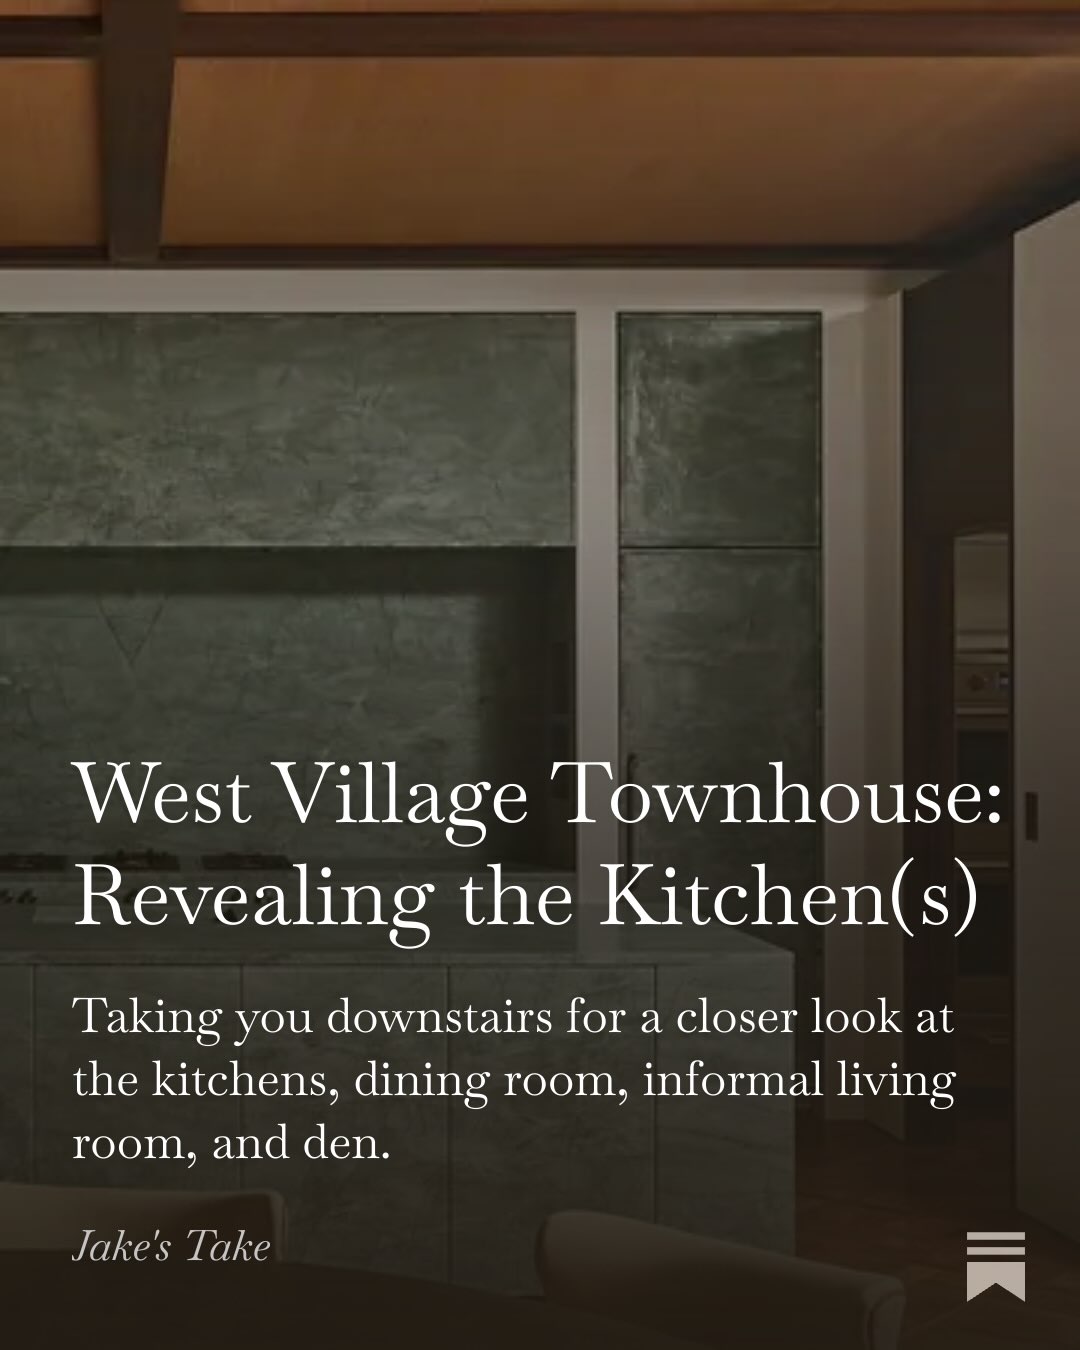 West Village Townhouse:
Revealing the Kitchen(s)
Taking you downstairs for a closer look at
the kitchens, dining room, informal living
room, and den.
Jake's Take